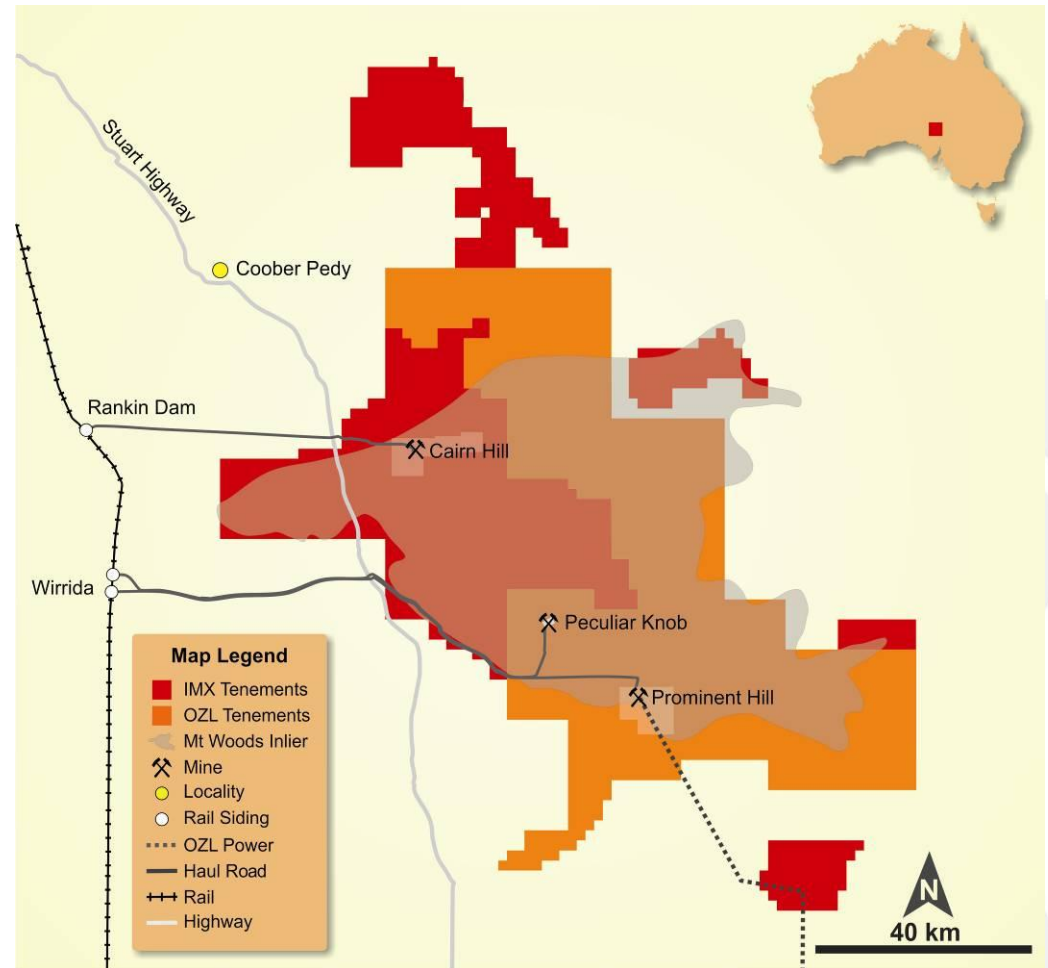 Stuart Highway
Coober Pedy
Rankin Dam
Cairn Hill
Wirrida
Peculiar Knob
Prominent Hill
Map Legend
IMX Tenements
OZL Tenements
Mt Woods Inlier
Mine
Locality
Rail Siding
OZL Power
Haul Road
Rail
Highway
N
40 km